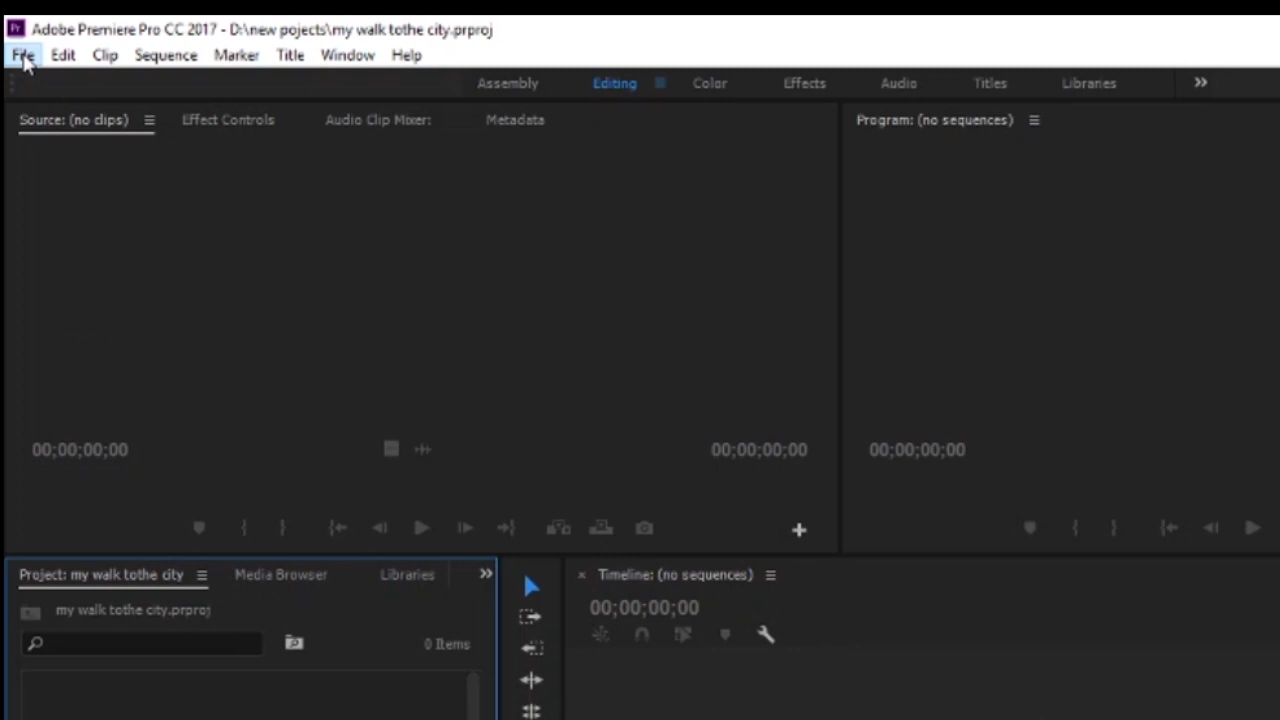 Pr Adobe Premiere Pro CC 2017 - D:\new pojects\my walk tothe city.prproj
File Edit Clip Sequence Marker Title Window Help
Assembly Editing Color Effects Audio Titles Libraries
Source: (no clips) Effect Controls Audio Clip Mixer: Metadata Program: (no sequences)
00;00;00;00 00;00;00;00 00;00;00;00
Project: my walk tothe city Media Browser Libraries Timeline: (no sequences)
my walk tothe city.prproj 00;00;00;00
0 Items